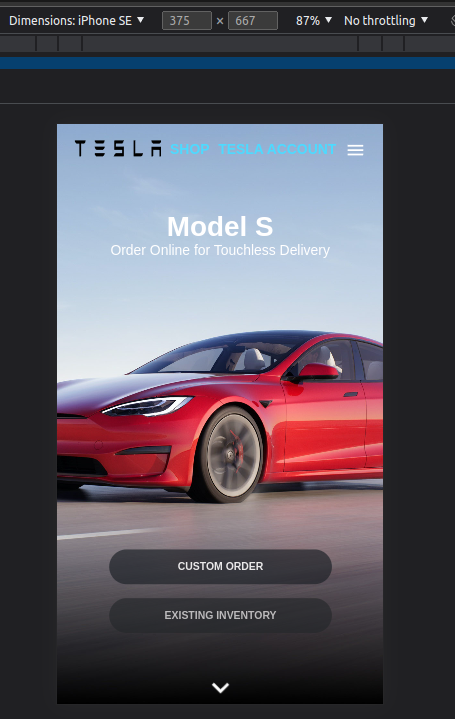 Dimensions: iPhone SE 375 × 667 87% No throttling
TESLA SHOP TESLA ACCOUNT
Model S
Order Online for Touchless Delivery
CUSTOM ORDER
EXISTING INVENTORY